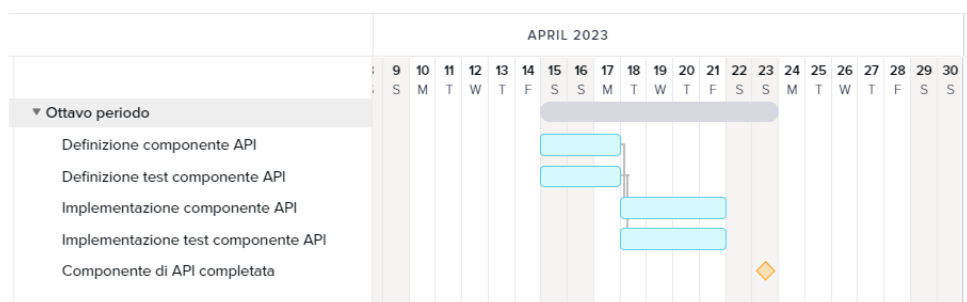 APRIL 2023
9 10 11 12 13 14 15 16 17 18 19 20 21 22 23 24 25 26 27 28 29 30
S M T W T F S S M T W T F S S M T W T F S S
Ottavo periodo
Definizione componente API
Definizione test componente API
Implementazione componente API
Implementazione test componente API
Componente di API completata